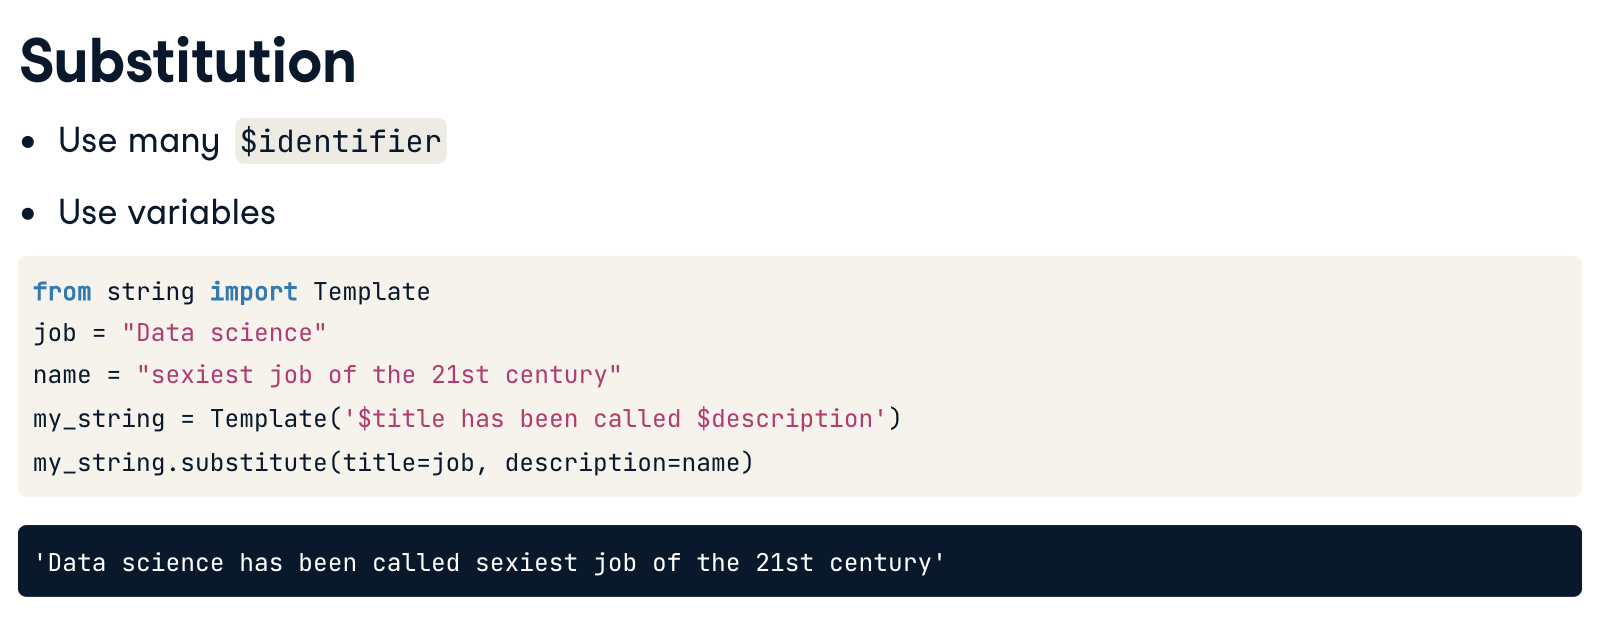 Substitution
• Use many $identifier
• Use variables
from string import Template
job = "Data science"
name = "sexiest job of the 21st century"
my_string = Template('$title has been called $description')
my_string.substitute(title=job, description=name)
'Data science has been called sexiest job of the 21st century'